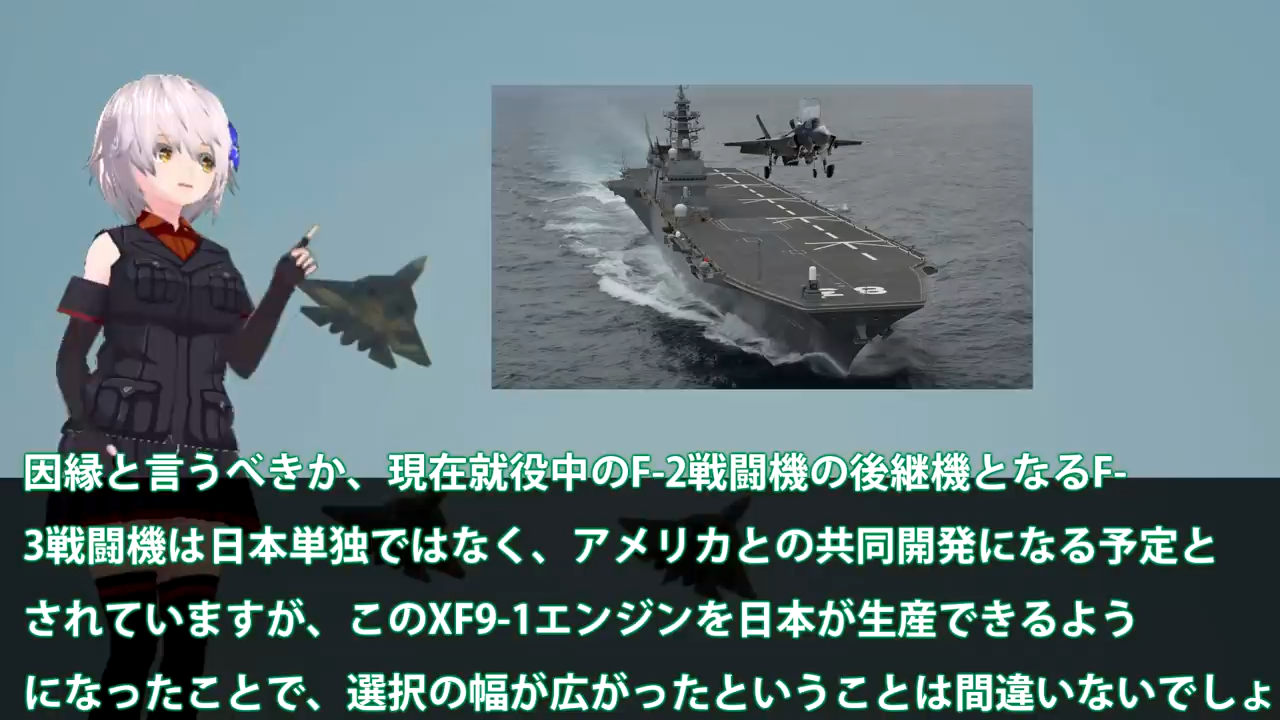 因縁と言うべきか、現在就役中のF-2戦闘機の後継機となるF-
3戦闘機は日本単独ではなく、アメリカとの共同開発になる予定と
されていますが、このXF9-1エンジンを日本が生産できるよう
になったことで、選択の幅が広がったということは間違いないでしょ